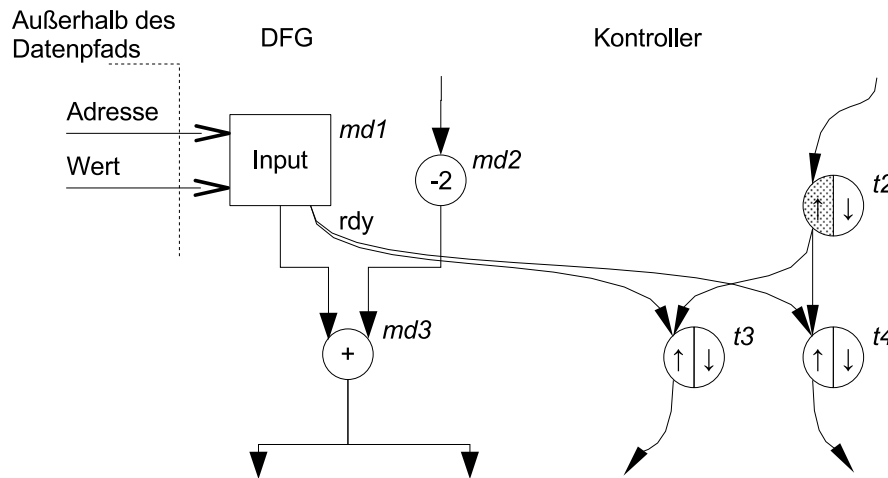 Außerhalb des
Datenpfads
DFG
Kontroller
Adresse
Wert
Input
md1
-2
md2
t2
↑ ↓
rdy
+
md3
↑ ↓
t3
↑ ↓
t4